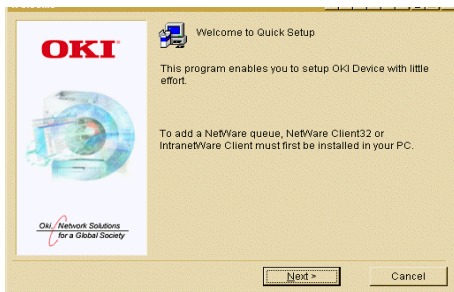 Welcome
OKI
Welcome to Quick Setup
This program enables you to setup OKI Device with little
effort.
To add a NetWare queue, NetWare Client32 or
IntranetWare Client must first be installed in your PC.
Oki, Network Solutions
for a Global Society
Next >
Cancel